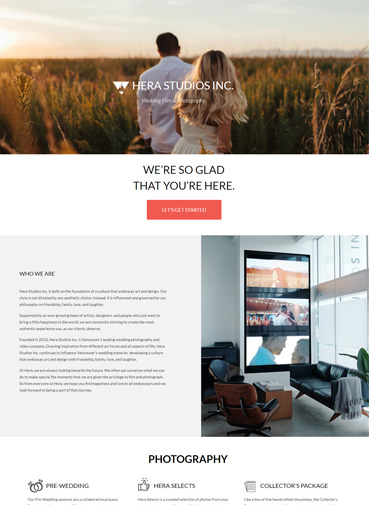 HERA STUDIOS INC.
Wedding Film & Photography
WE'RE SO GLAD
THAT YOU'RE HERE.
LET'S GET STARTED
WHO WE ARE
Hera Studios Inc. is built on the foundation of a culture that embraces art and design. Our
style is not dictated by any aesthetic choice. Instead, it is influenced and governed by our
philosophy on friendship, family, love, and laughter.
Supported by an ever growing team of artists, designers, and people who just want to
bring a little happiness to the world; we are constantly striving to create the most
authentic experience you, as our clients, deserve.
Founded in 2010, Hera Studios Inc. is Vancouver's leading wedding photography and
video company. Drawing inspiration from different art forms and all aspects of life, Hera
Studios Inc. continues to influence Vancouver's wedding scene by developing a culture
that embraces art and design with friendship, family, love, and laughter.
At Hera, we are always looking towards the future. We often ask ourselves what we can
do to make special the moments that we are given the privilege to film and photograph.
So from everyone at Hera, we hope you find happiness and love in all endeavours and we
look forward to being a part of that journey.
PHOTOGRAPHY
PRE-WEDDING
HERA SELECTS
COLLECTOR'S PACKAGE
Our Pre-Wedding sessions are a collaborative process.
Hera Selects is a curated selection of photos from your
Like a box of fine handcrafted chocolates, the Collector's